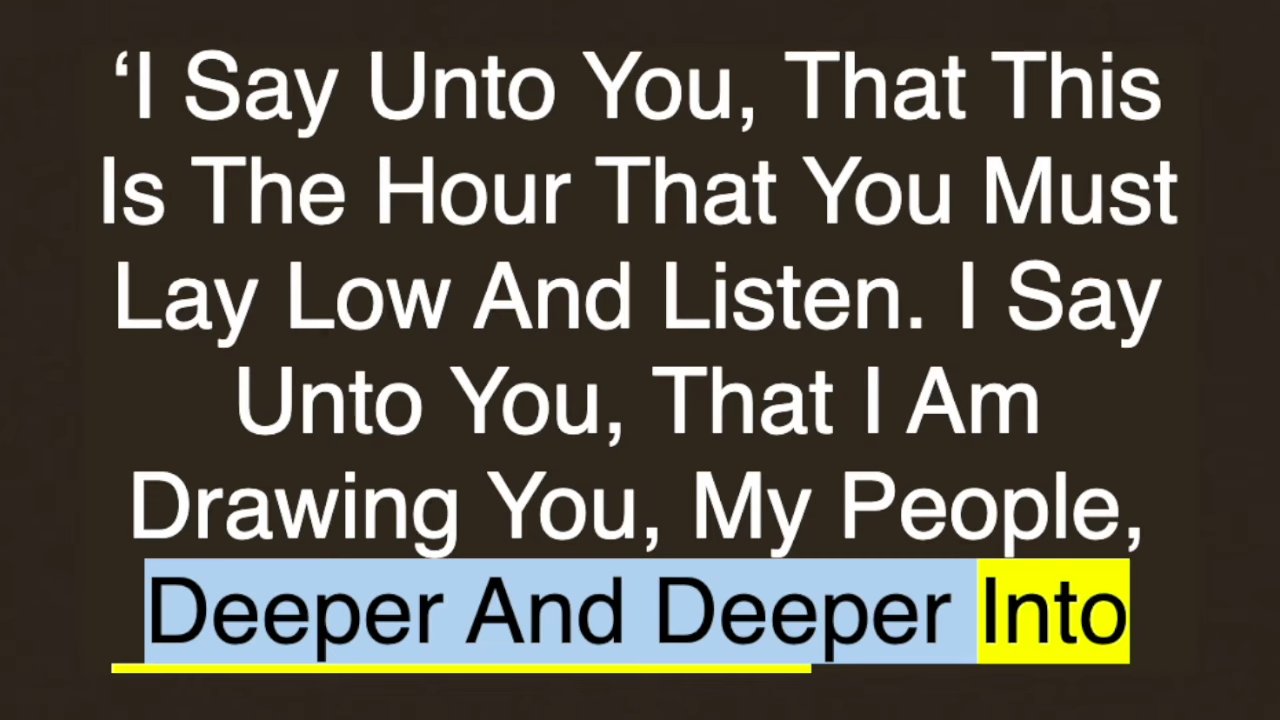 ‘I Say Unto You, That This
Is The Hour That You Must
Lay Low And Listen. I Say
Unto You, That I Am
Drawing You, My People,
Deeper And Deeper Into